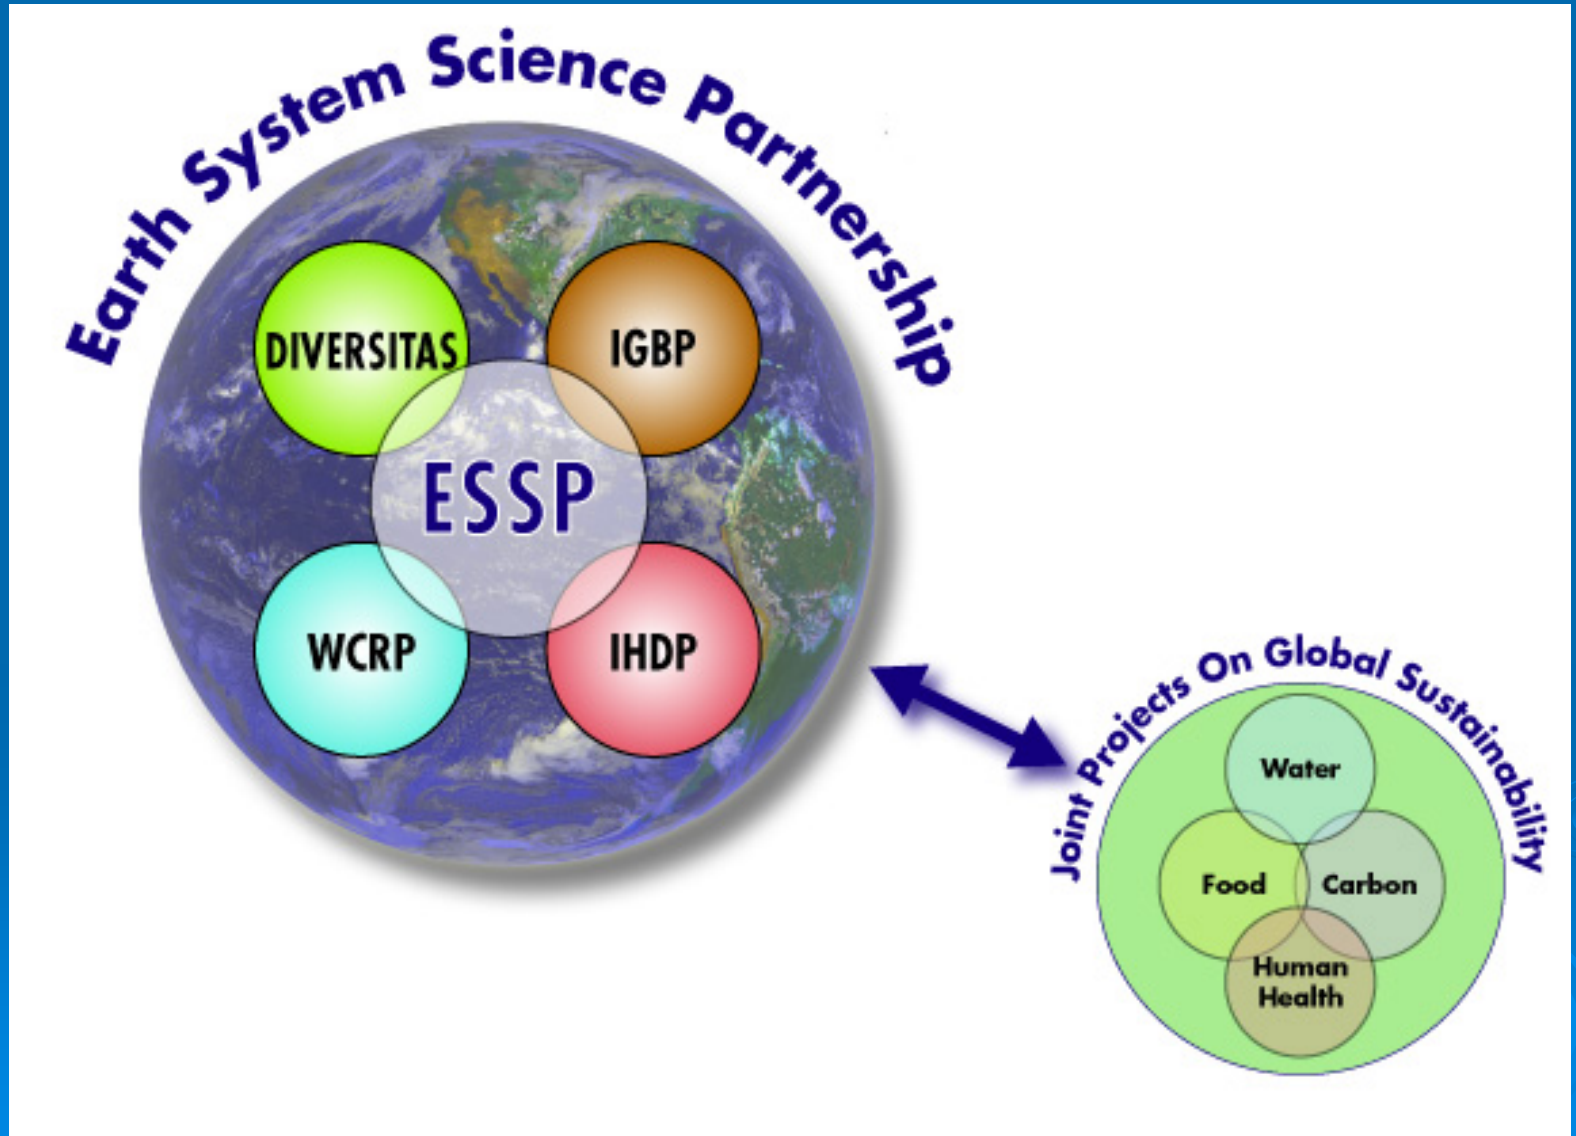 Earth System Science Partnership
DIVERSITAS
IGBP
ESSP
WCRP
IHDP
Joint Projects On Global Sustainability
Water
Food
Carbon
Human
Health